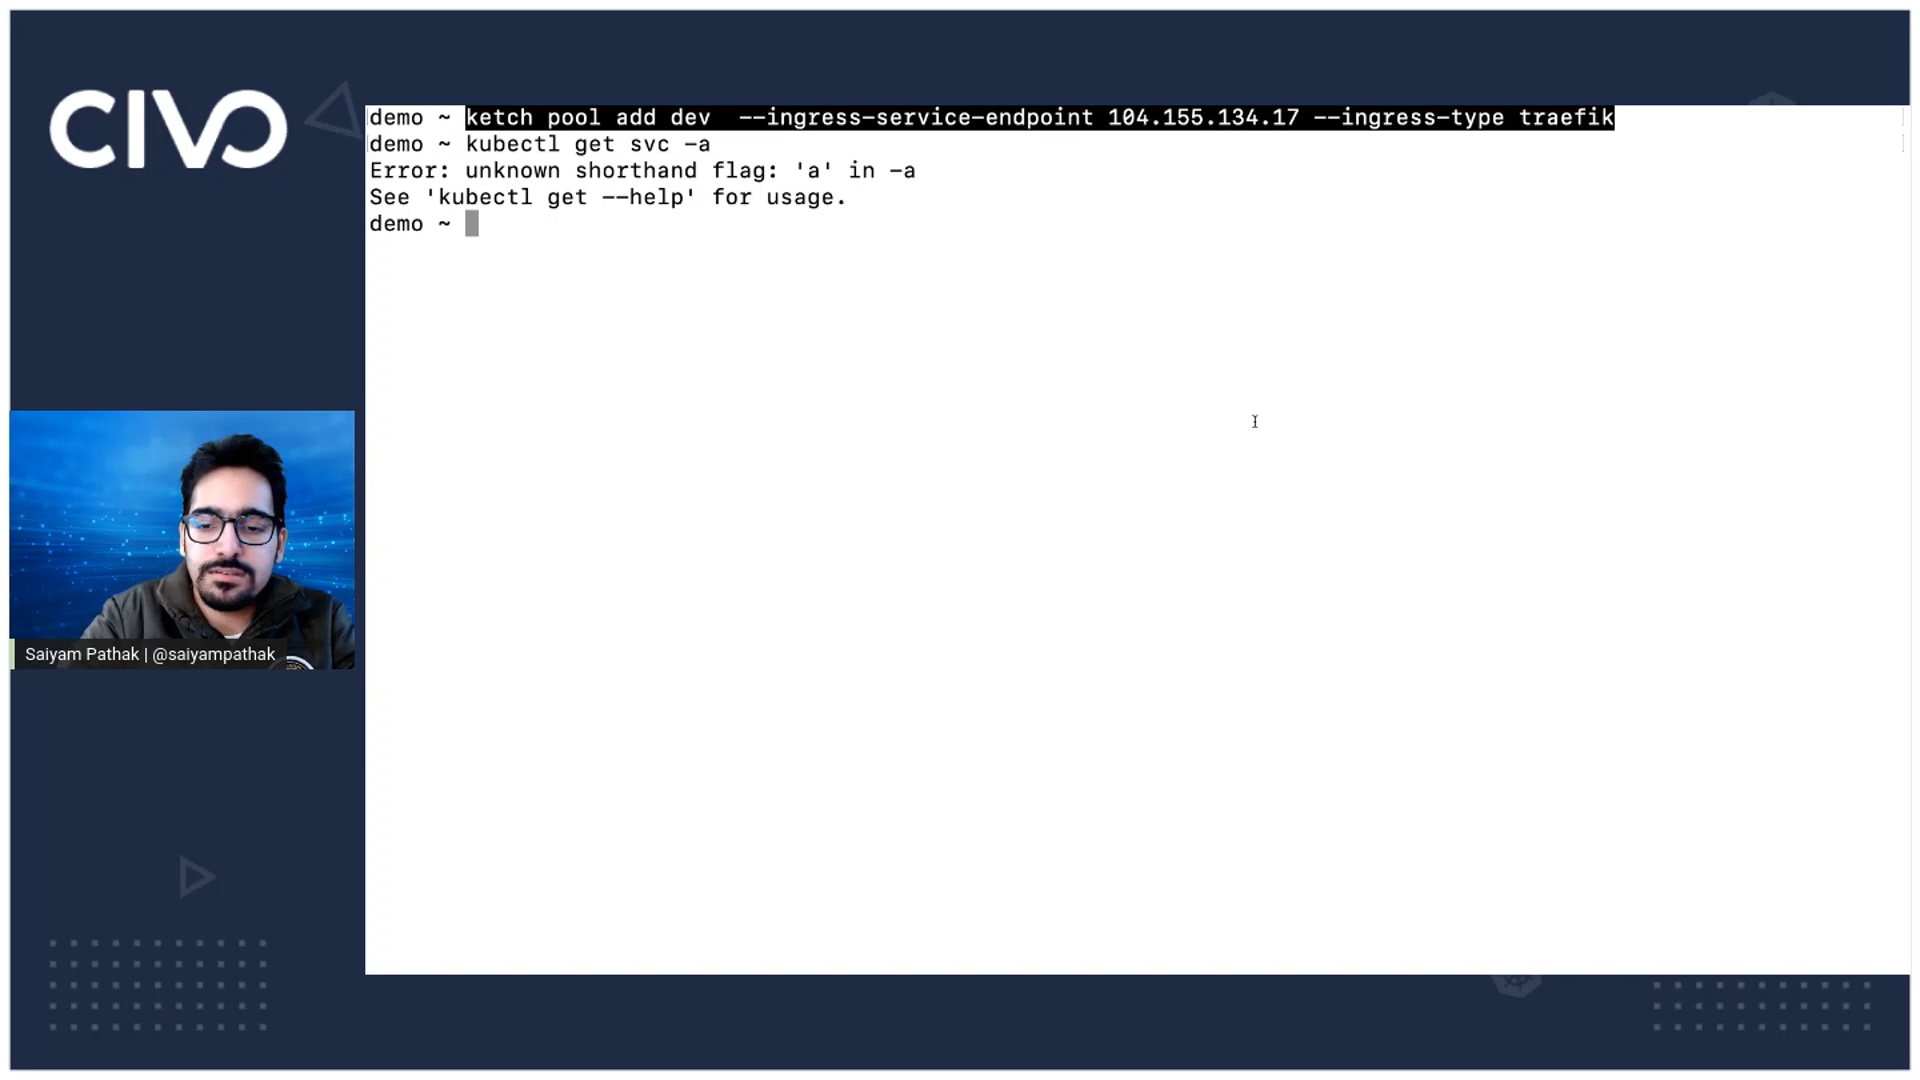 CIVO
demo ~ ketch pool add dev  --ingress-service-endpoint 104.155.134.17 --ingress-type traefik
demo ~ kubectl get svc -a
Error: unknown shorthand flag: 'a' in -a
See 'kubectl get --help' for usage.
demo ~
Saiyam Pathak | @saiyampathak